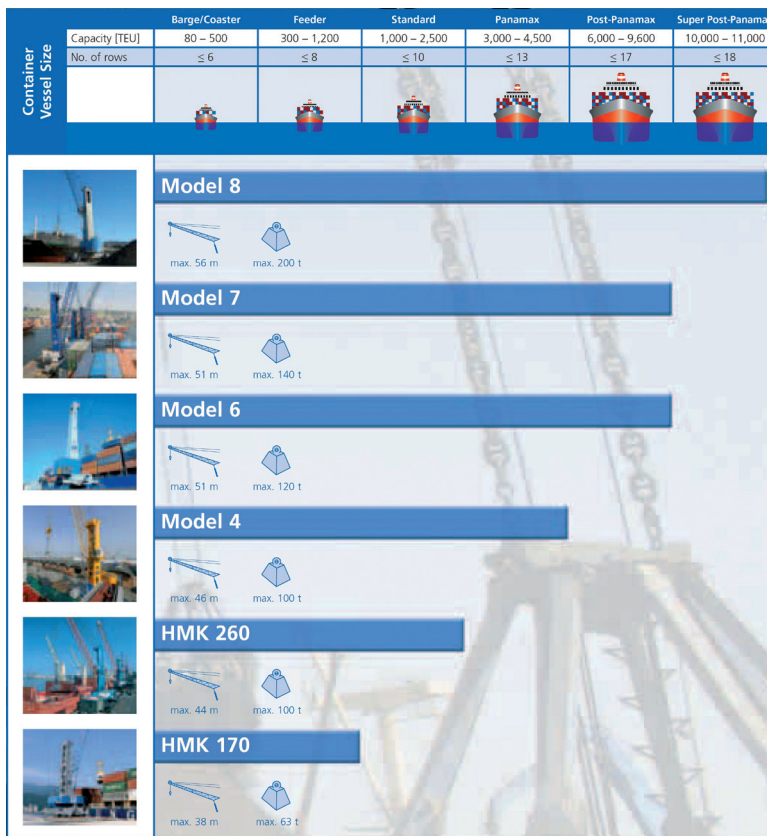 Container
Vessel Size
Barge/Coaster Feeder Standard Panamax Post-Panamax Super Post-Panama
Capacity [TEU] 80 – 500 300 – 1,200 1,000 – 2,500 3,000 – 4,500 6,000 – 9,600 10,000 – 11,000
No. of rows ≤ 6 ≤ 8 ≤ 10 ≤ 13 ≤ 17 ≤ 18
Model 8
max. 56 m max. 200 t
Model 7
max. 51 m max. 140 t
Model 6
max. 51 m max. 120 t
Model 4
max. 46 m max. 100 t
HMK 260
max. 44 m max. 100 t
HMK 170
max. 38 m max. 63 t